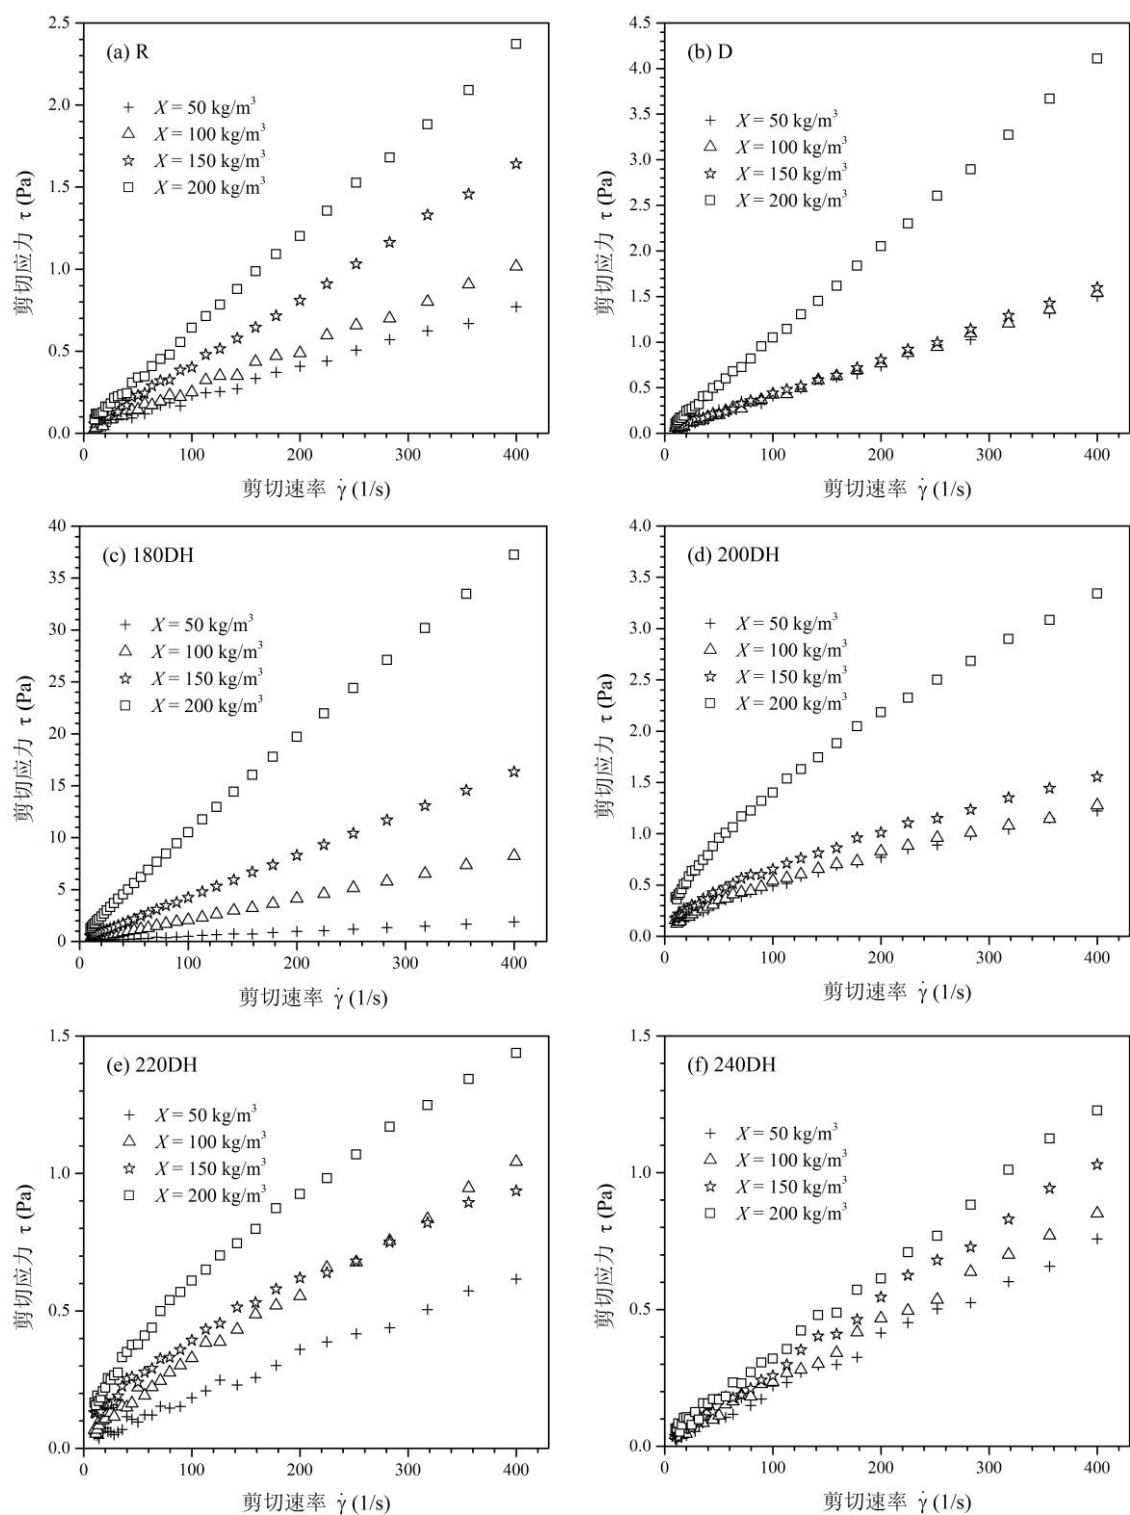 (a) R
X = 50 kg/m³
X = 100 kg/m³
X = 150 kg/m³
X = 200 kg/m³
2.5
2.0
1.5
1.0
0.5
0.0
剪切应力 τ (Pa)
0 100 200 300 400
剪切速率 γ̇ (1/s)
(b) D
X = 50 kg/m³
X = 100 kg/m³
X = 150 kg/m³
X = 200 kg/m³
4.5
4.0
3.5
3.0
2.5
2.0
1.5
1.0
0.5
0.0
剪切应力 τ (Pa)
0 100 200 300 400
剪切速率 γ̇ (1/s)
(c) 180DH
X = 50 kg/m³
X = 100 kg/m³
X = 150 kg/m³
X = 200 kg/m³
40
35
30
25
20
15
10
5
0
剪切应力 τ (Pa)
0 100 200 300 400
剪切速率 γ̇ (1/s)
(d) 200DH
X = 50 kg/m³
X = 100 kg/m³
X = 150 kg/m³
X = 200 kg/m³
4.0
3.5
3.0
2.5
2.0
1.5
1.0
0.5
0.0
剪切应力 τ (Pa)
0 100 200 300 400
剪切速率 γ̇ (1/s)
(e) 220DH
X = 50 kg/m³
X = 100 kg/m³
X = 150 kg/m³
X = 200 kg/m³
1.5
1.0
0.5
0.0
剪切应力 τ (Pa)
0 100 200 300 400
剪切速率 γ̇ (1/s)
(f) 240DH
X = 50 kg/m³
X = 100 kg/m³
X = 150 kg/m³
X = 200 kg/m³
1.5
1.0
0.5
0.0
剪切应力 τ (Pa)
0 100 200 300 400
剪切速率 γ̇ (1/s)